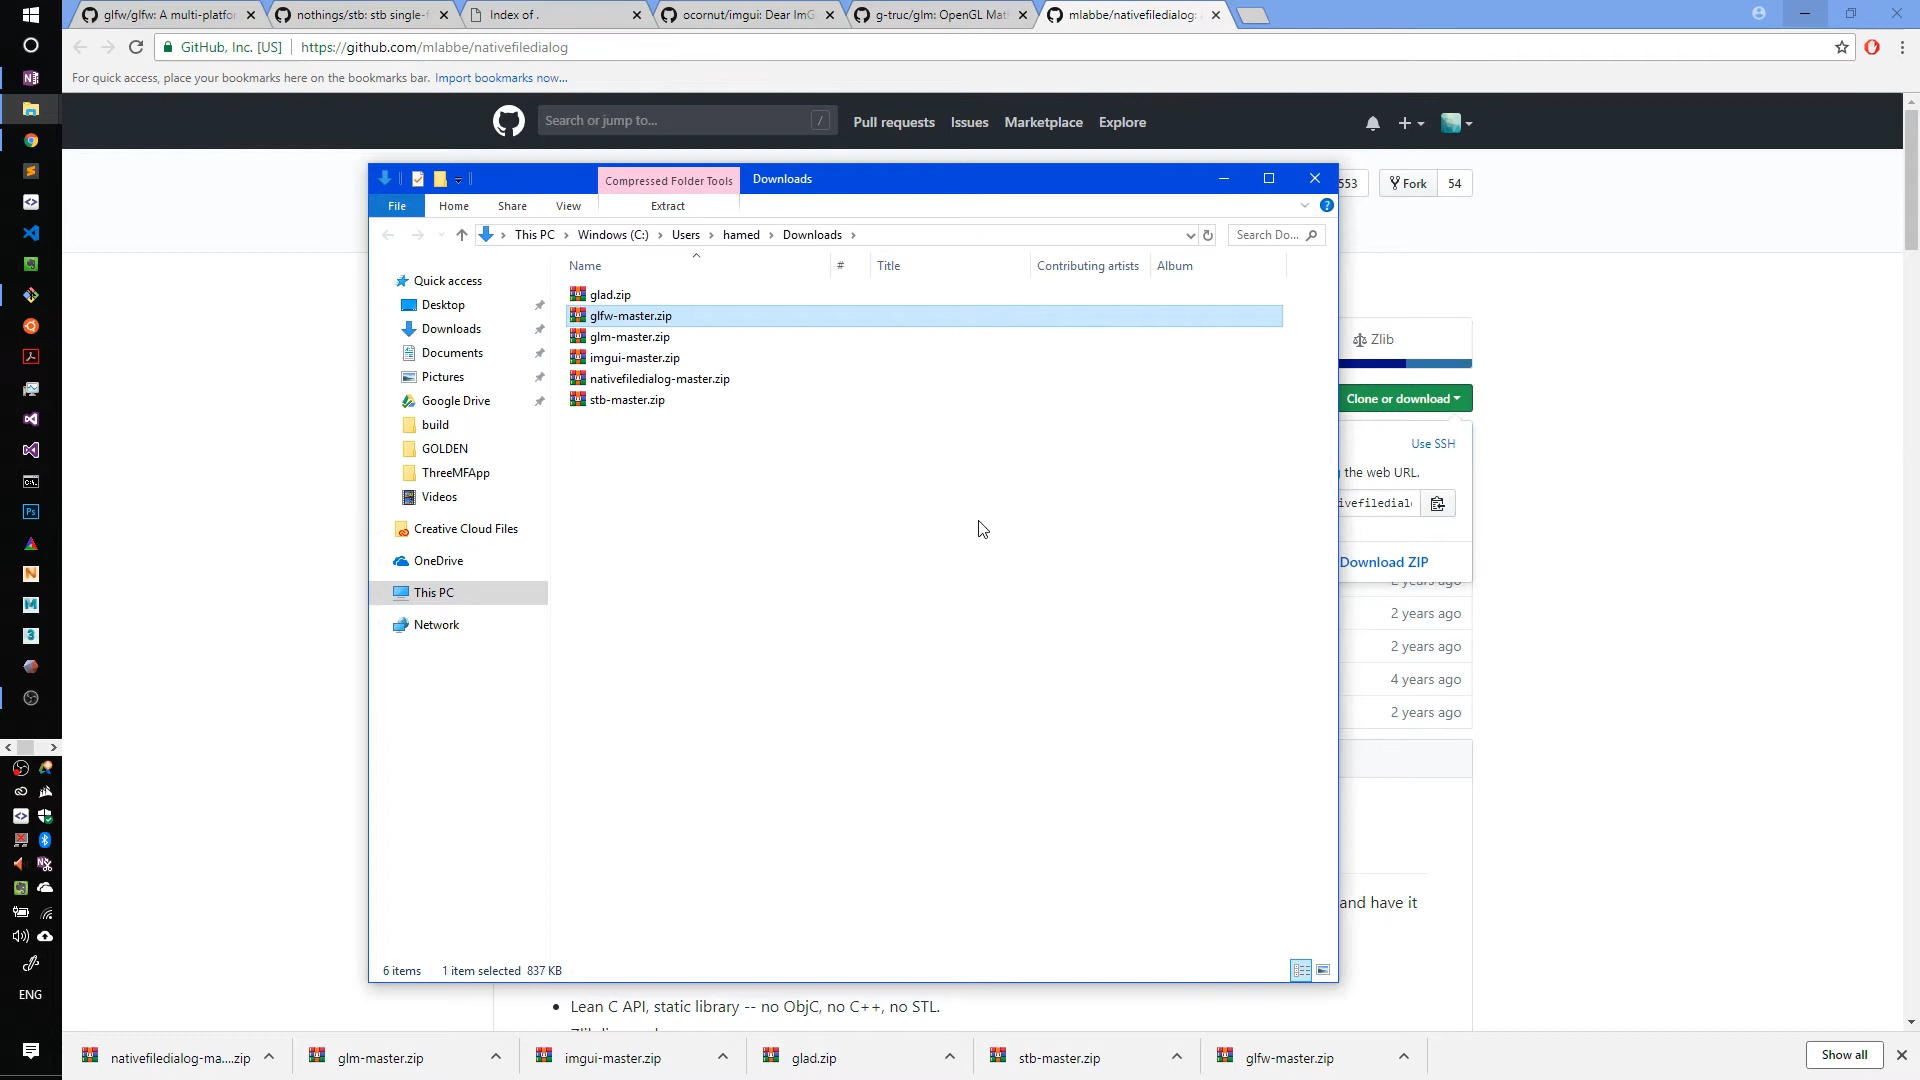 glfw/glfw: A multi-platfor
nothings/stb: stb single-f
Index of .
ocornut/imgui: Dear ImG
g-truc/glm: OpenGL Mat
mlabbe/nativefiledialog:
GitHub, Inc. [US]
https://github.com/mlabbe/nativefiledialog
For quick access, place your bookmarks here on the bookmarks bar. Import bookmarks now...
Search or jump to...
/
Pull requests
Issues
Marketplace
Explore
Compressed Folder Tools
Downloads
553
Fork
54
File
Home
Share
View
Extract
This PC
Windows (C:)
Users
hamed
Downloads
Search Do...
Name
#
Title
Contributing artists
Album
Quick access
Desktop
Downloads
Documents
Pictures
Google Drive
build
GOLDEN
ThreeMFApp
Videos
Creative Cloud Files
OneDrive
This PC
Network
glad.zip
glfw-master.zip
glm-master.zip
imgui-master.zip
nativefiledialog-master.zip
stb-master.zip
Zlib
Clone or download
Use SSH
the web URL.
ivefiledial
Download ZIP
2 years ago
2 years ago
2 years ago
4 years ago
2 years ago
and have it
6 items
1 item selected 837 KB
Lean C API, static library -- no ObjC, no C++, no STL.
ENG
nativefiledialog-ma....zip
glm-master.zip
imgui-master.zip
glad.zip
stb-master.zip
glfw-master.zip
Show all